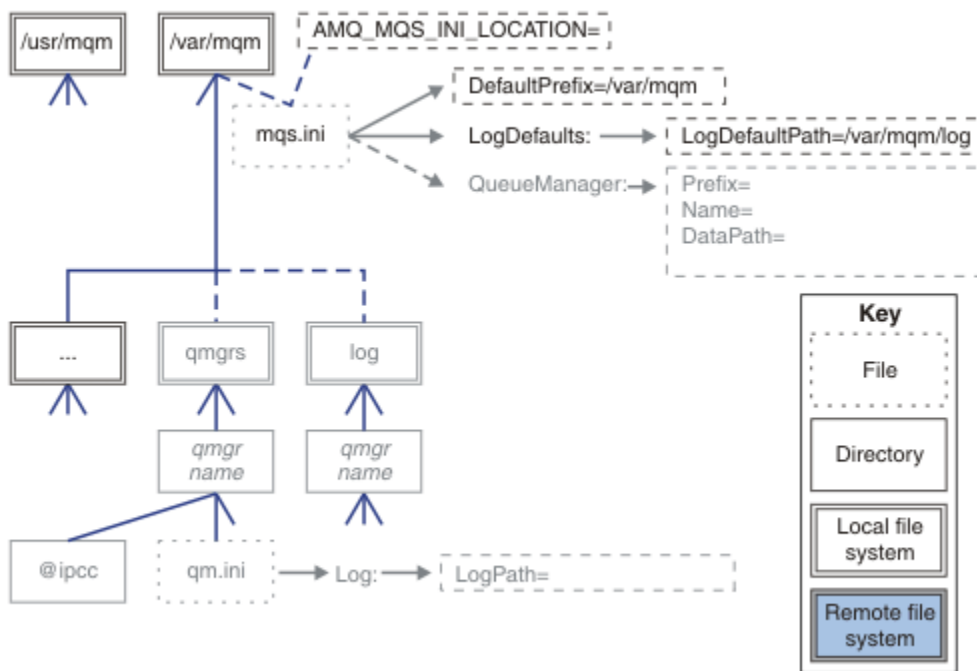 /usr/mqm
/var/mqm
AMQ_MQS_INI_LOCATION=
DefaultPrefix=/var/mqm
mqs.ini
LogDefaults:
LogDefaultPath=/var/mqm/log
QueueManager:
Prefix=
Name=
DataPath=
Key
File
...
qmgrs
log
qmgr
name
qmgr
name
Directory
Local file
system
@ipcc
qm.ini
Log:
LogPath=
Remote file
system